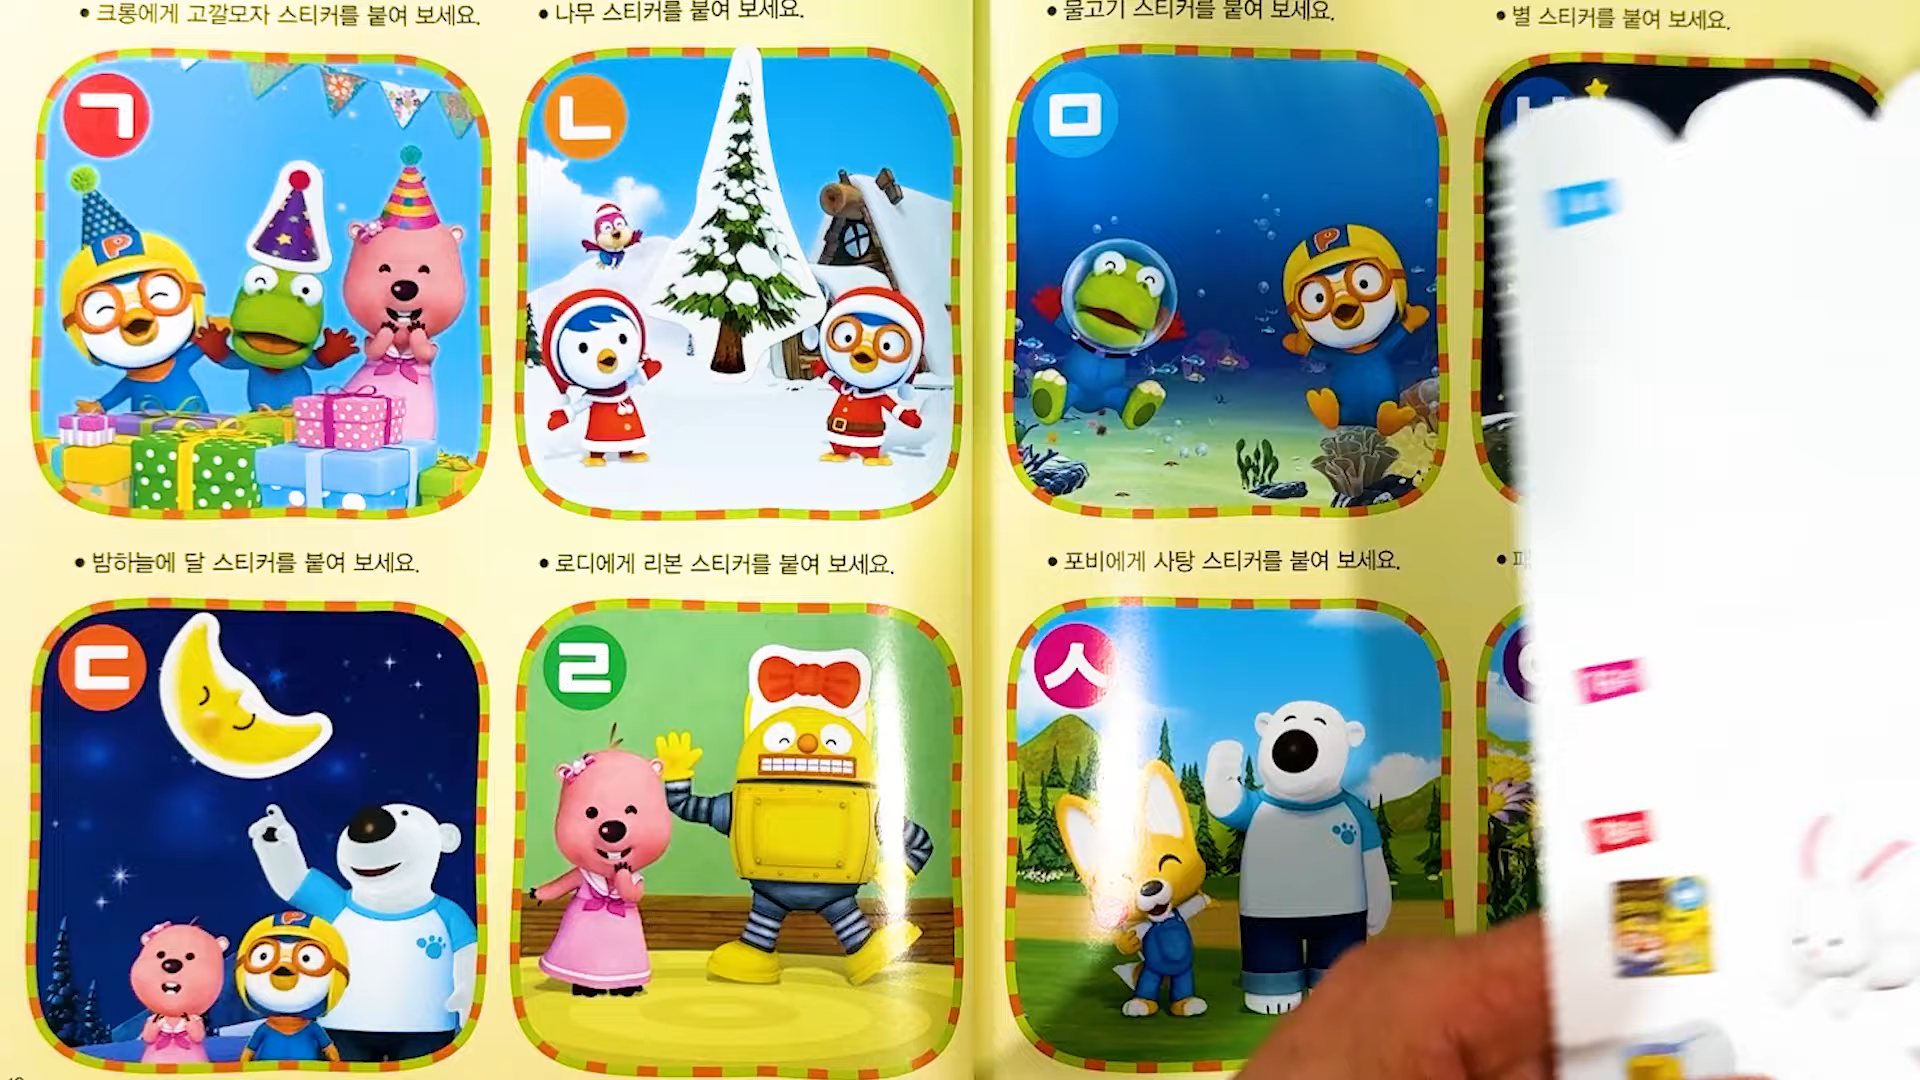 • 크롱에게 고깔모자 스티커를 붙여 보세요.
• 나무 스티커를 붙여 보세요.
• 물고기 스티커를 붙여 보세요.
• 별 스티커를 붙여 보세요.
ㄱ
ㄴ
ㅁ
P
P
• 밤하늘에 달 스티커를 붙여 보세요.
• 로디에게 리본 스티커를 붙여 보세요.
• 포비에게 사탕 스티커를 붙여 보세요.
ㄷ
ㄹ
ㅅ
P